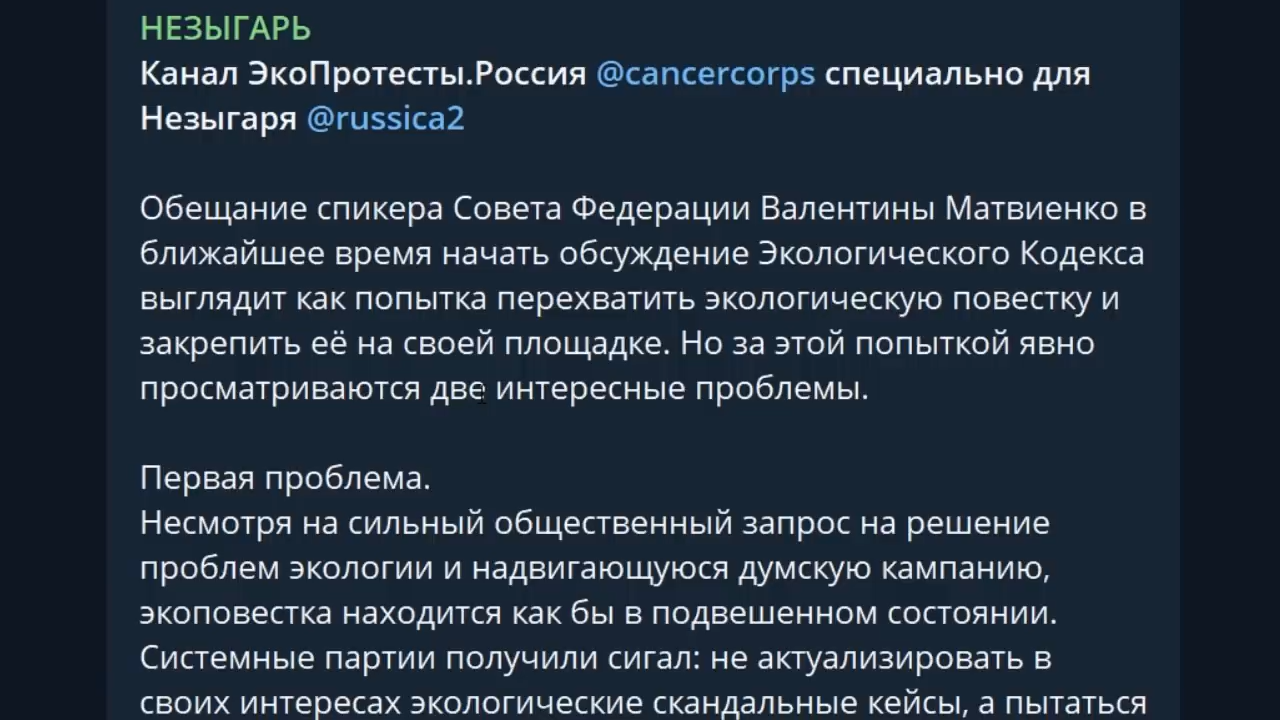 НЕЗЫГАРЬ
Канал ЭкоПротесты.Россия @cancercorps специально для
Незыгаря @russica2
Обещание спикера Совета Федерации Валентины Матвиенко в
ближайшее время начать обсуждение Экологического Кодекса
выглядит как попытка перехватить экологическую повестку и
закрепить её на своей площадке. Но за этой попыткой явно
просматриваются две интересные проблемы.
Первая проблема.
Несмотря на сильный общественный запрос на решение
проблем экологии и надвигающуюся думскую кампанию,
экоповестка находится как бы в подвешенном состоянии.
Системные партии получили сигал: не актуализировать в
своих интересах экологические скандальные кейсы, а пытаться